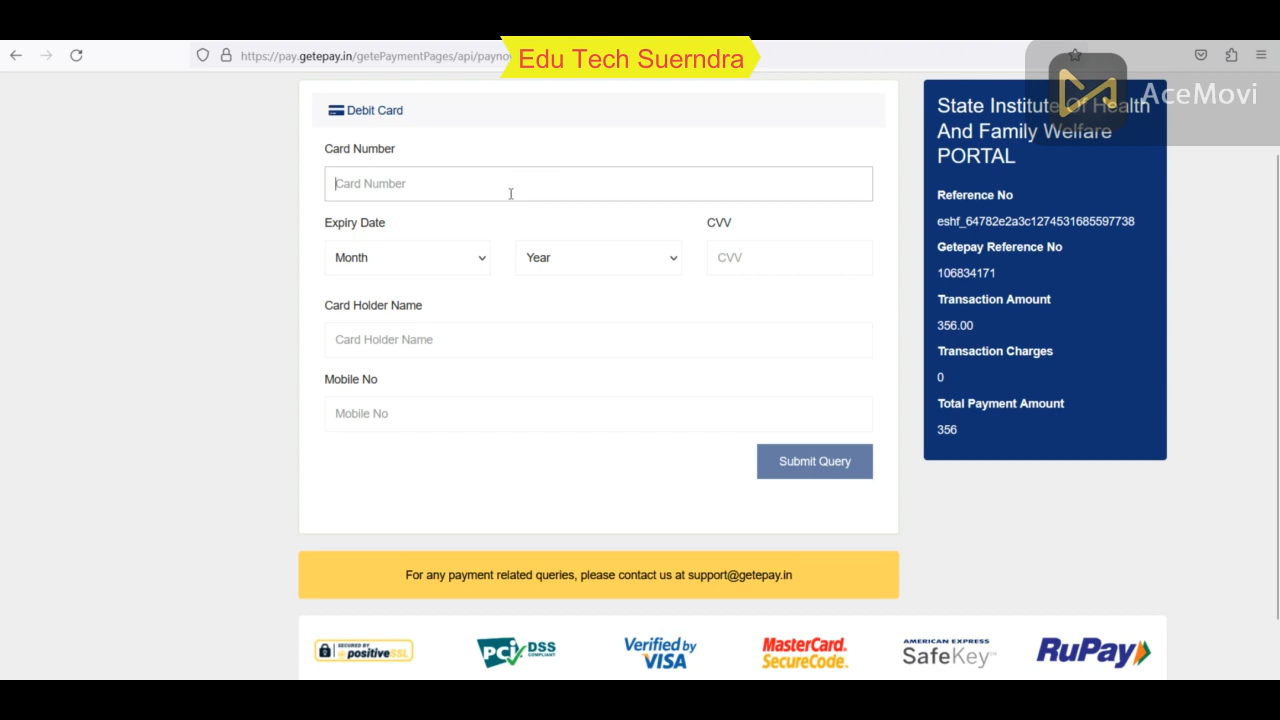 https://pay.getepay.in/getePaymentPages/api/payno
Edu Tech Suerndra
AceMovi
Debit Card
Card Number
Card Number
Expiry Date
CVV
Month
Year
CVV
Card Holder Name
Card Holder Name
Mobile No
Mobile No
Submit Query
State Institute Of Health
And Family Welfare
PORTAL
Reference No
eshf_64782e2a3c1274531685597738
Getepay Reference No
106834171
Transaction Amount
356.00
Transaction Charges
0
Total Payment Amount
356
For any payment related queries, please contact us at support@getepay.in
SECURED BY
positiveSSL
PCi DSS
COMPLIANT
Verified by
VISA
MasterCard.
SecureCode.
AMERICAN EXPRESS
SafeKey
RuPay